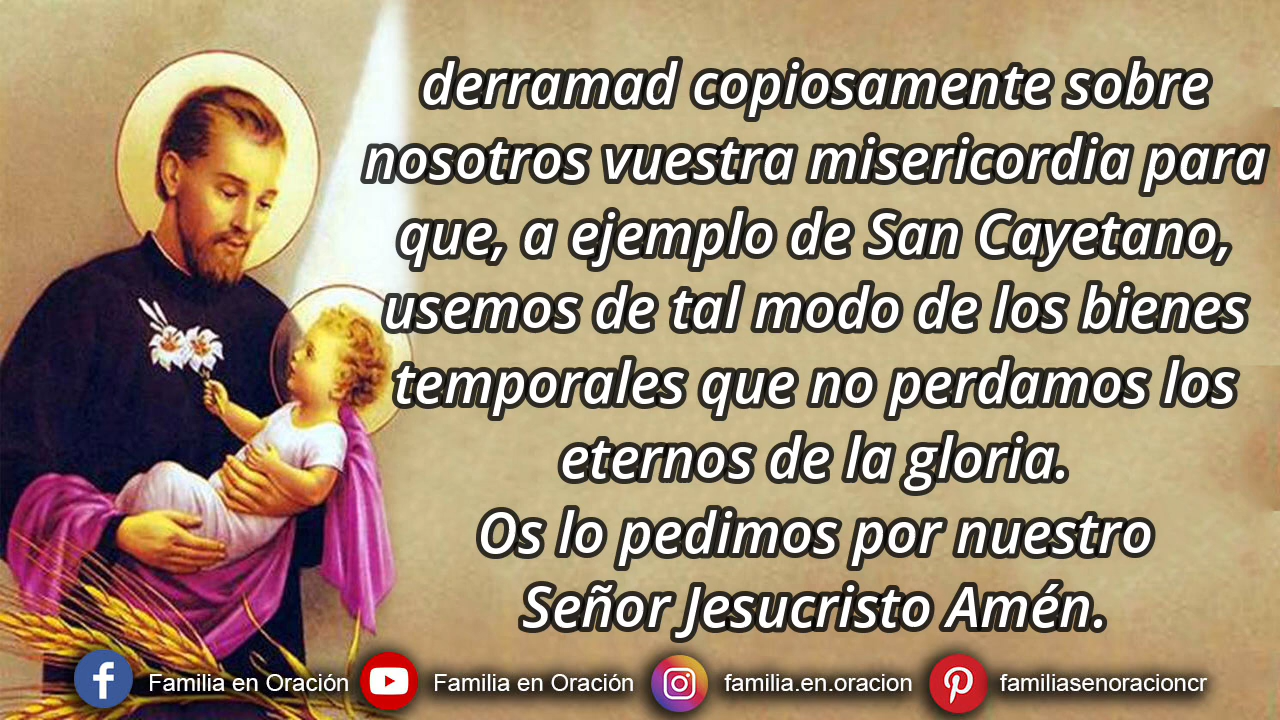 derramad copiosamente sobre
nosotros vuestra misericordia para
que, a ejemplo de San Cayetano,
usemos de tal modo de los bienes
temporales que no perdamos los
eternos de la gloria.
Os lo pedimos por nuestro
Señor Jesucristo Amén.
Familia en Oración Familia en Oración familia.en.oracion familiasenoracioncr